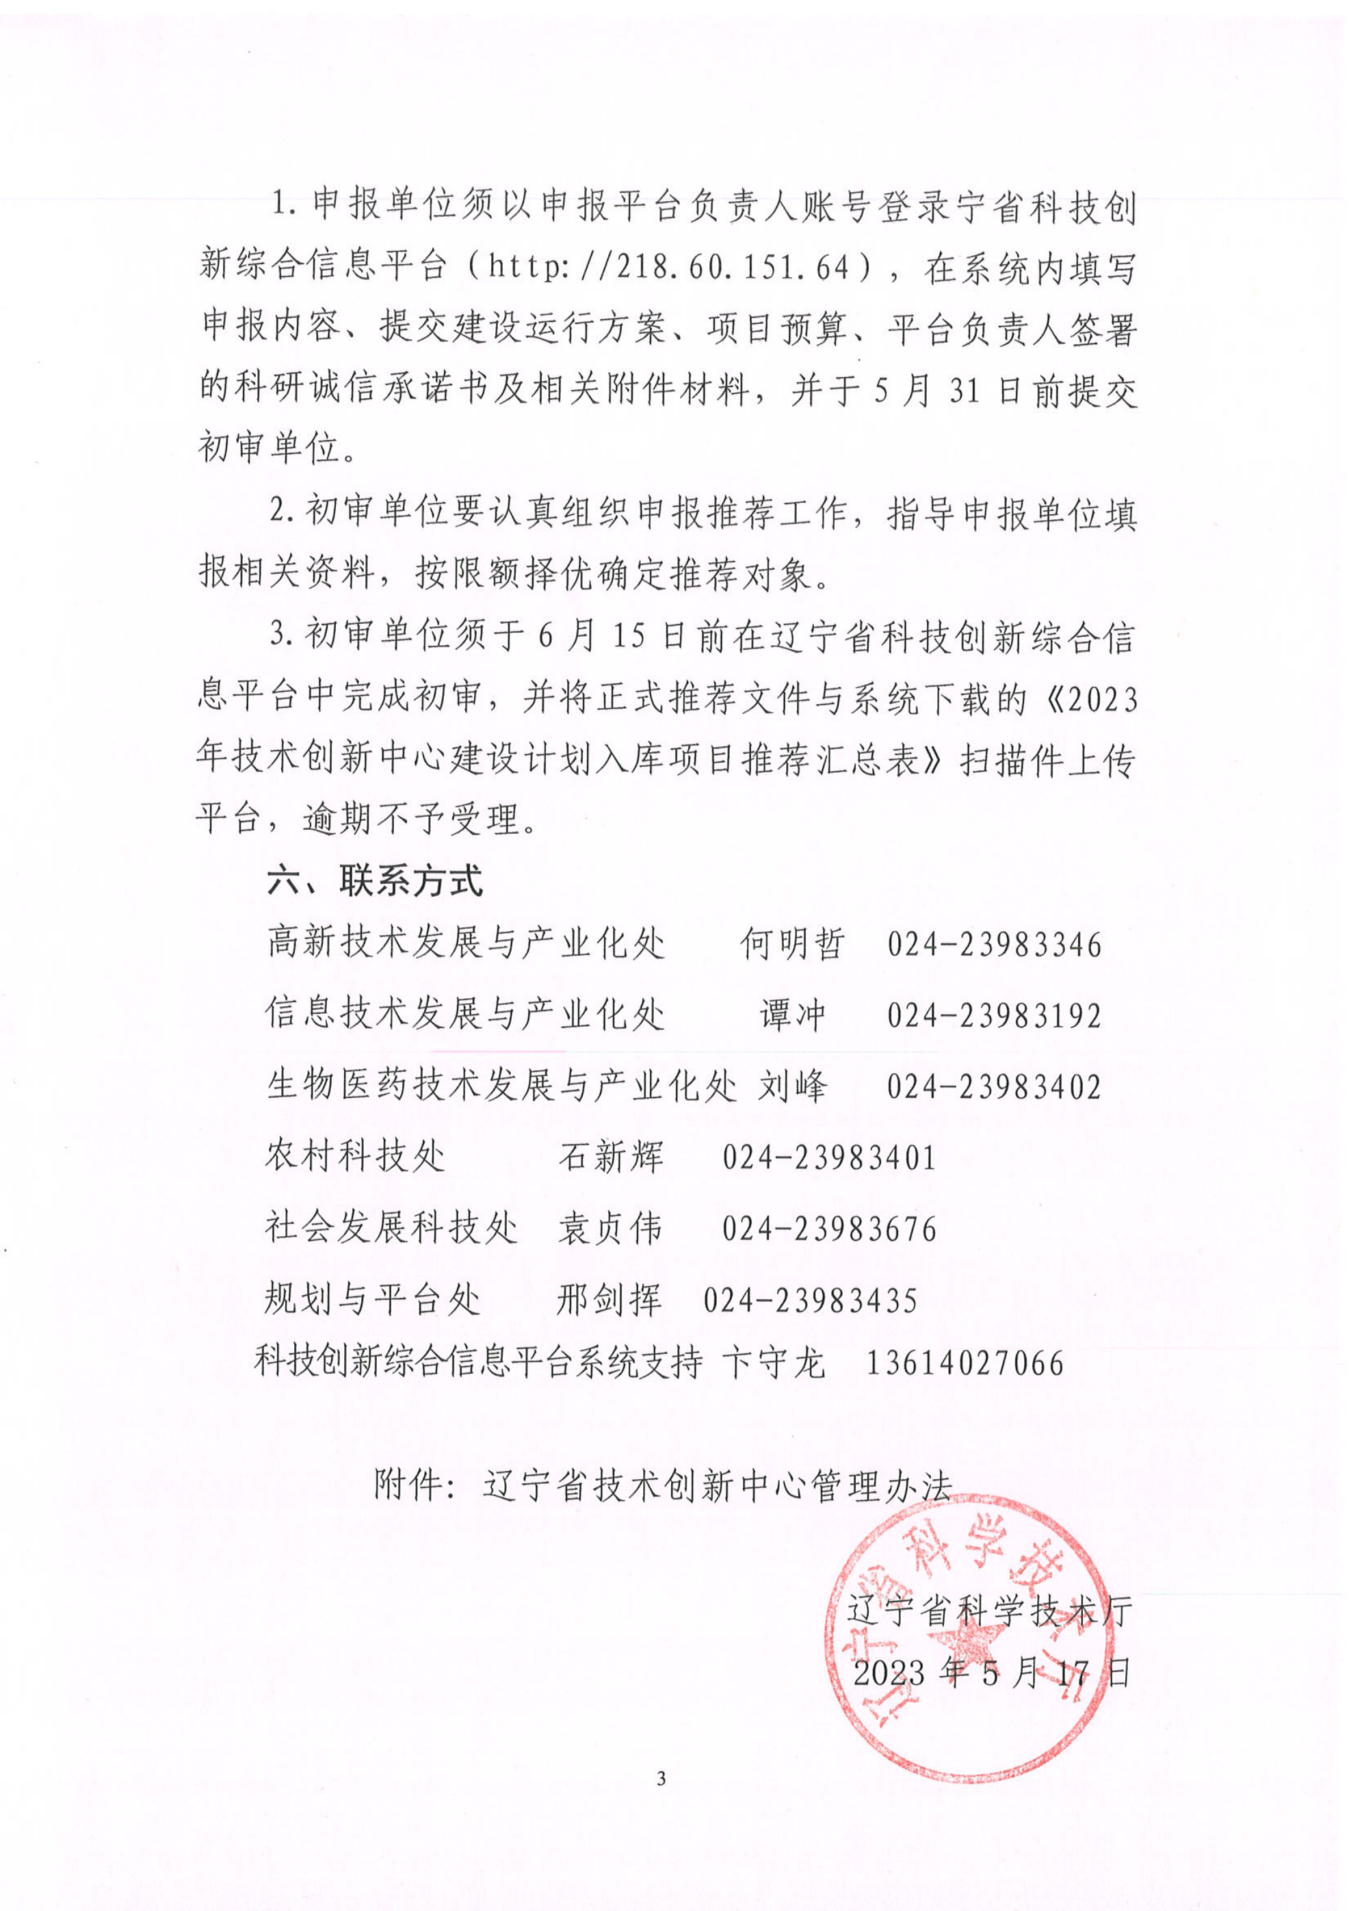 1. 申报单位须以申报平台负责人账号登录宁省科技创
新综合信息平台（http://218.60.151.64），在系统内填写
申报内容、提交建设运行方案、项目预算、平台负责人签署
的科研诚信承诺书及相关附件材料，并于 5 月 31 日前提交
初审单位。
2. 初审单位要认真组织申报推荐工作，指导申报单位填
报相关资料，按限额择优确定推荐对象。
3. 初审单位须于 6 月 15 日前在辽宁省科技创新综合信
息平台中完成初审，并将正式推荐文件与系统下载的《2023
年技术创新中心建设计划入库项目推荐汇总表》扫描件上传
平台，逾期不予受理。
六、联系方式
高新技术发展与产业化处 何明哲 024-23983346
信息技术发展与产业化处 谭冲 024-23983192
生物医药技术发展与产业化处 刘峰 024-23983402
农村科技处 石新辉 024-23983401
社会发展科技处 袁贞伟 024-23983676
规划与平台处 邢剑挥 024-23983435
科技创新综合信息平台系统支持 卞守龙 13614027066
附件：辽宁省技术创新中心管理办法
辽宁省科学技术厅
辽宁省科学技术厅
2023 年 5 月 17 日
3